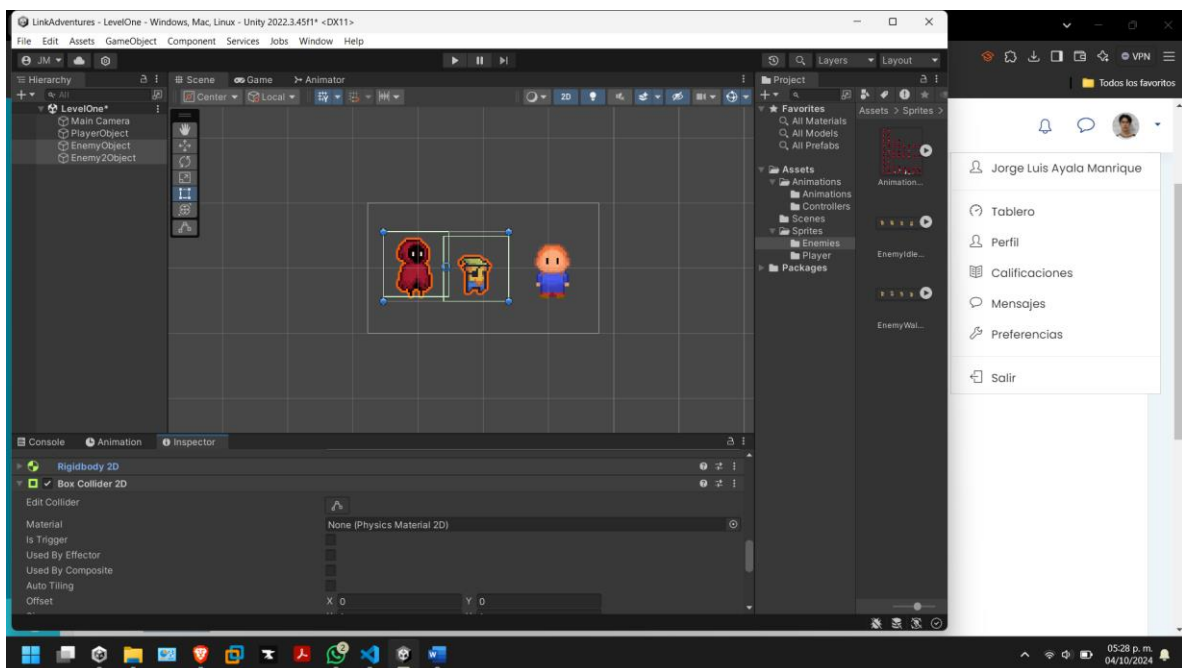 LinkAdventures - LevelOne - Windows, Mac, Linux - Unity 2022.3.45f1* <DX11>
File Edit Assets GameObject Component Services Jobs Window Help
JM
Layers
Layout
Hierarchy
Scene
Game
Animator
Project
All
Center
Local
2D
LevelOne*
Main Camera
PlayerObject
EnemyObject
Enemy2Object
Favorites
All Materials
All Models
All Prefabs
Assets
Animations
Animations
Controllers
Scenes
Sprites
Enemies
Player
Packages
Assets > Sprites >
Animation...
EnemyIdle...
EnemyWal...
Console
Animation
Inspector
Rigidbody 2D
Box Collider 2D
Edit Collider
Material
None (Physics Material 2D)
Is Trigger
Used By Effector
Used By Composite
Auto Tiling
Offset
X 0
Y 0
VPN
Todos los favoritos
Jorge Luis Ayala Manrique
Tablero
Perfil
Calificaciones
Mensajes
Preferencias
Salir
2
05:28 p. m.
04/10/2024